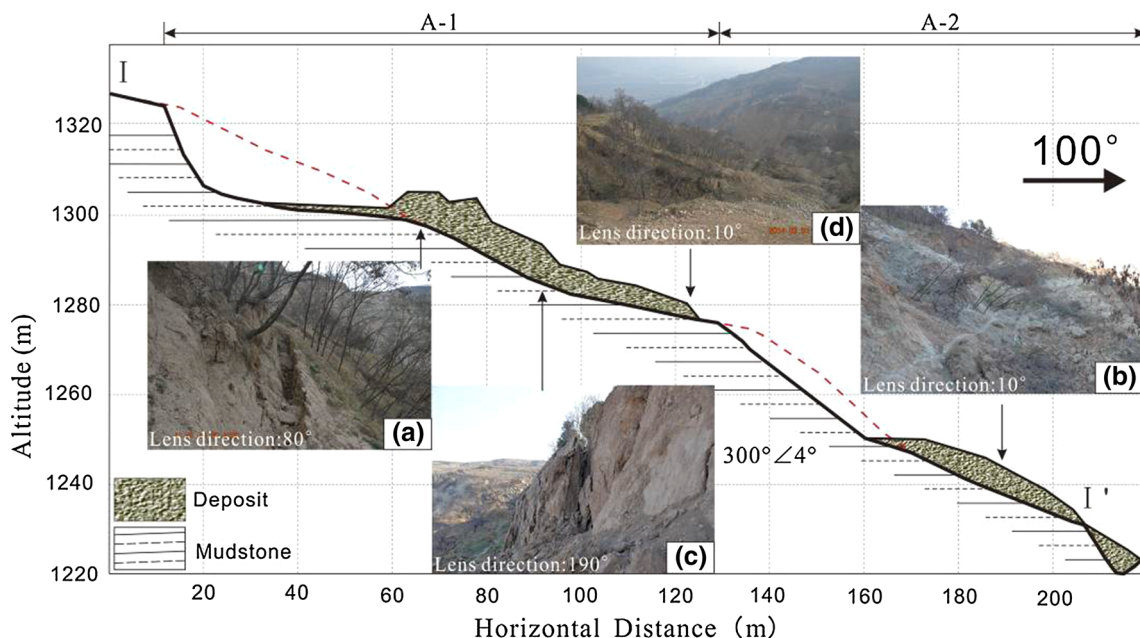 A-1
A-2
I
1320
1300
1280
1260
1240
1220
Altitude (m)
100°
Lens direction:10°
(d)
Lens direction:10°
(b)
Lens direction:80°
(a)
Lens direction:190°
(c)
300°∠4°
I'
Deposit
Mudstone
20
40
60
80
100
120
140
160
180
200
Horizontal Distance (m)